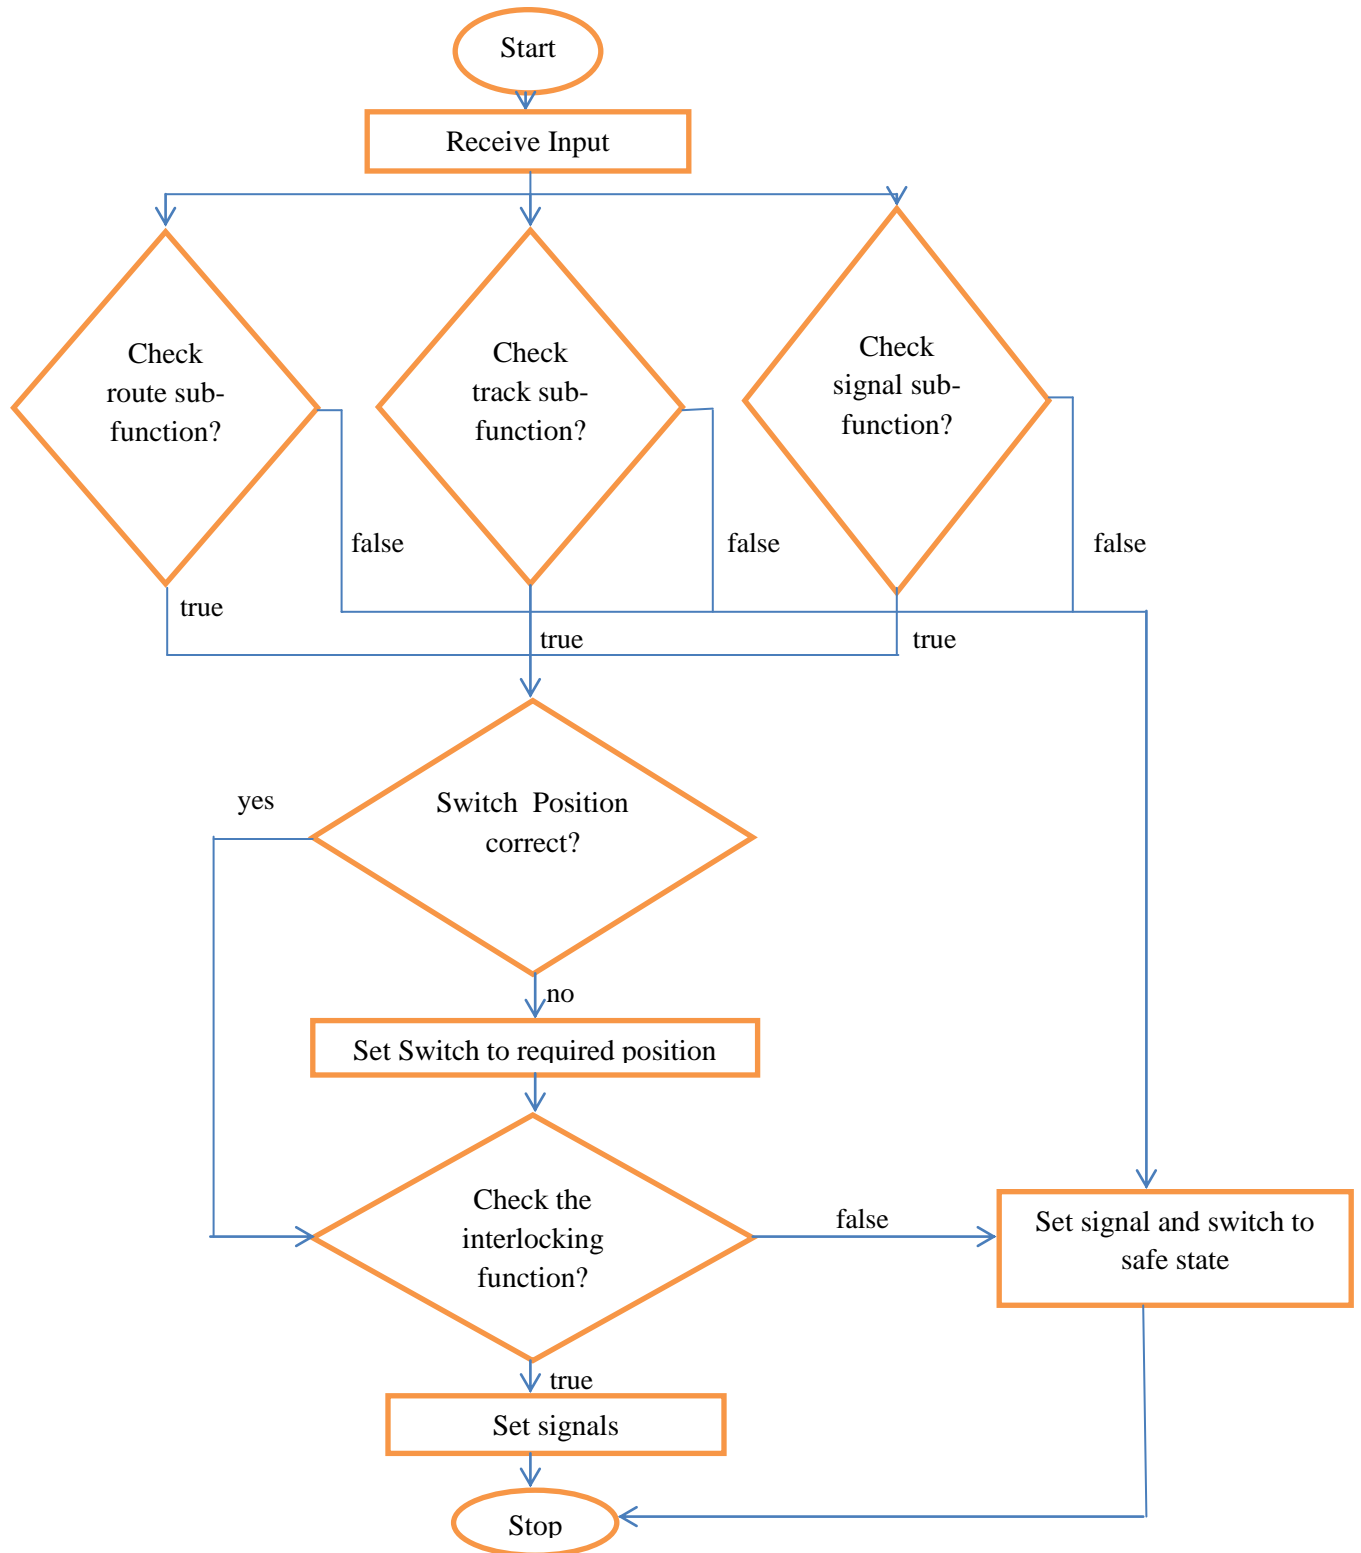 Start
Receive Input
Check
route sub-
function?
Check
track sub-
function?
Check
signal sub-
function?
false
false
false
true
true
true
yes
Switch  Position
correct?
no
Set Switch to required position
Check the
interlocking
function?
false
Set signal and switch to
safe state
true
Set signals
Stop